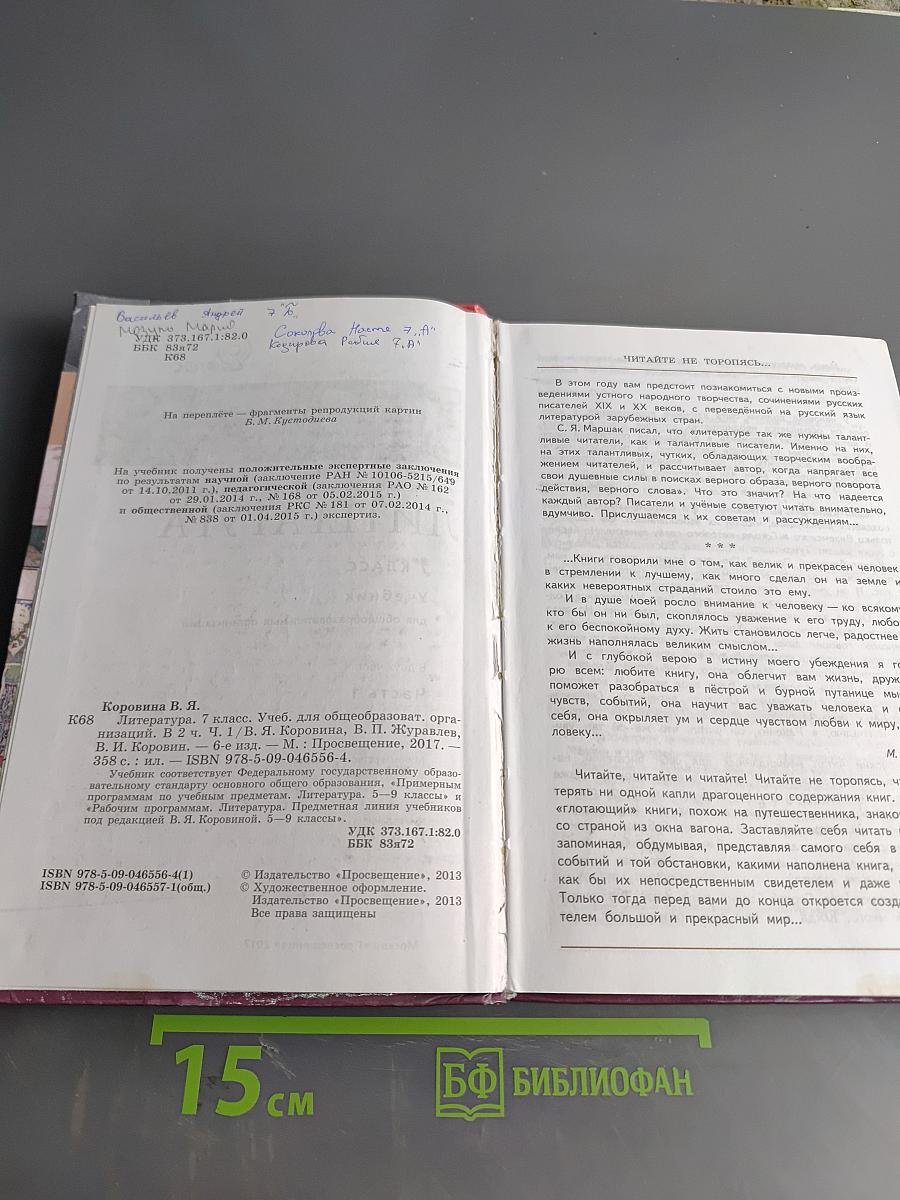 Васильев Андрей 7 "Б"
Мария
Соколова Настя 7 "А"
7 "А"
УДК 373.167.1:82.0
ББК 83я72
К68
На переплёте — фрагменты репродукций картин
Б. М. Кустодиева
На учебник получены положительные экспертные заключения
по результатам научной (заключение РАН № 10106-5215/649
от 14.10.2011 г.), педагогической (заключения РАО № 162
от 29.01.2014 г., № 168 от 05.02.2015 г.)
и общественной (заключения РКС № 181 от 07.02.2014 г.,
№ 838 от 01.04.2015 г.) экспертиз.
Коровина В. Я.
К68 Литература. 7 класс. Учеб. для общеобразоват. орга-
низаций. В 2 ч. Ч. 1 / В. Я. Коровина, В. П. Журавлев,
В. И. Коровин. — 6-е изд. — М. : Просвещение, 2017. —
358 с. : ил. — ISBN 978-5-09-046556-4.
Учебник соответствует Федеральному государственному образо-
вательному стандарту основного общего образования, «Примерным
программам по учебным предметам. Литература. 5—9 классы» и
«Рабочим программам. Литература. Предметная линия учебников
под редакцией В. Я. Коровиной. 5—9 классы».
УДК 373.167.1:82.0
ББК 83я72
ISBN 978-5-09-046556-4(1)
ISBN 978-5-09-046557-1(общ.)
© Издательство «Просвещение», 2013
© Художественное оформление.
Издательство «Просвещение», 2013
Все права защищены
ЧИТАЙТЕ НЕ ТОРОПЯСЬ...
В этом году вам предстоит познакомиться с новыми произ-
ведениями устного народного творчества, сочинениями русских
писателей XIX и XX веков, с переведённой на русский язык
литературой зарубежных стран.
С. Я. Маршак писал, что «литературе так же нужны талант-
ливые читатели, как и талантливые писатели. Именно на них,
на этих талантливых, чутких, обладающих творческим вообра-
жением читателей, и рассчитывает автор, когда напрягает все
свои душевные силы в поисках верного образа, верного поворота
действия, верного слова». Что это значит? На что надеется
каждый автор? Писатели и учёные советуют читать внимательно,
вдумчиво. Прислушаемся к их советам и рассуждениям...
* * *
...Книги говорили мне о том, как велик и прекрасен человек
в стремлении к лучшему, как много сделал он на земле и
каких невероятных страданий стоило это ему.
И в душе моей росло внимание к человеку — ко всякому
кто бы он ни был, скоплялось уважение к его труду, любо
к его беспокойному духу. Жить становилось легче, радостнее
жизнь наполнялась великим смыслом...
И с глубокой верою в истину моего убеждения я го
рю всем: любите книгу, она облегчит вам жизнь, друж
поможет разобраться в пёстрой и бурной путанице мы
чувств, событий, она научит вас уважать человека и с
себя, она окрыляет ум и сердце чувством любви к миру,
ловеку...
М.
Читайте, читайте и читайте! Читайте не торопясь, ч
терять ни одной капли драгоценного содержания книг.
«глотающий» книги, похож на путешественника, знако
со страной из окна вагона. Заставляйте себя читать
запоминая, обдумывая, представляя самого себя в
событий и той обстановки, какими наполнена книга,
как бы их непосредственным свидетелем и даже
Только тогда перед вами до конца откроется созда
телем большой и прекрасный мир...
15 см
БФ БИБЛИОФАН